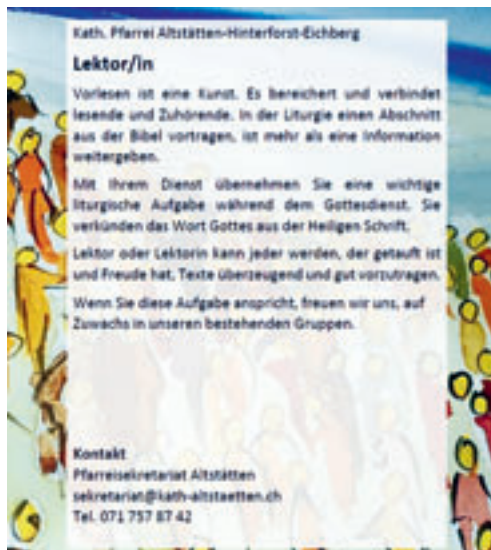 Kath. Pfarrei Altstätten-Hinterforst-Eichberg
Lektor/in
Vorlesen ist eine Kunst. Es bereichert und verbindet
lesende und Zuhörende. In der Liturgie einen Abschnitt
aus der Bibel vortragen, ist mehr als eine Information
weitergeben.
Mit Ihrem Dienst übernehmen Sie eine wichtige
liturgische Aufgabe während dem Gottesdienst. Sie
verkünden das Wort Gottes aus der Heiligen Schrift.
Lektor oder Lektorin kann jeder werden, der getauft ist
und Freude hat, Texte überzeugend und gut vorzutragen.
Wenn Sie diese Aufgabe anspricht, freuen wir uns, auf
Zuwachs in unseren bestehenden Gruppen.
Kontakt
Pfarreisekretariat Altstätten
sekretariat@kath-altstaetten.ch
Tel. 071 757 87 42